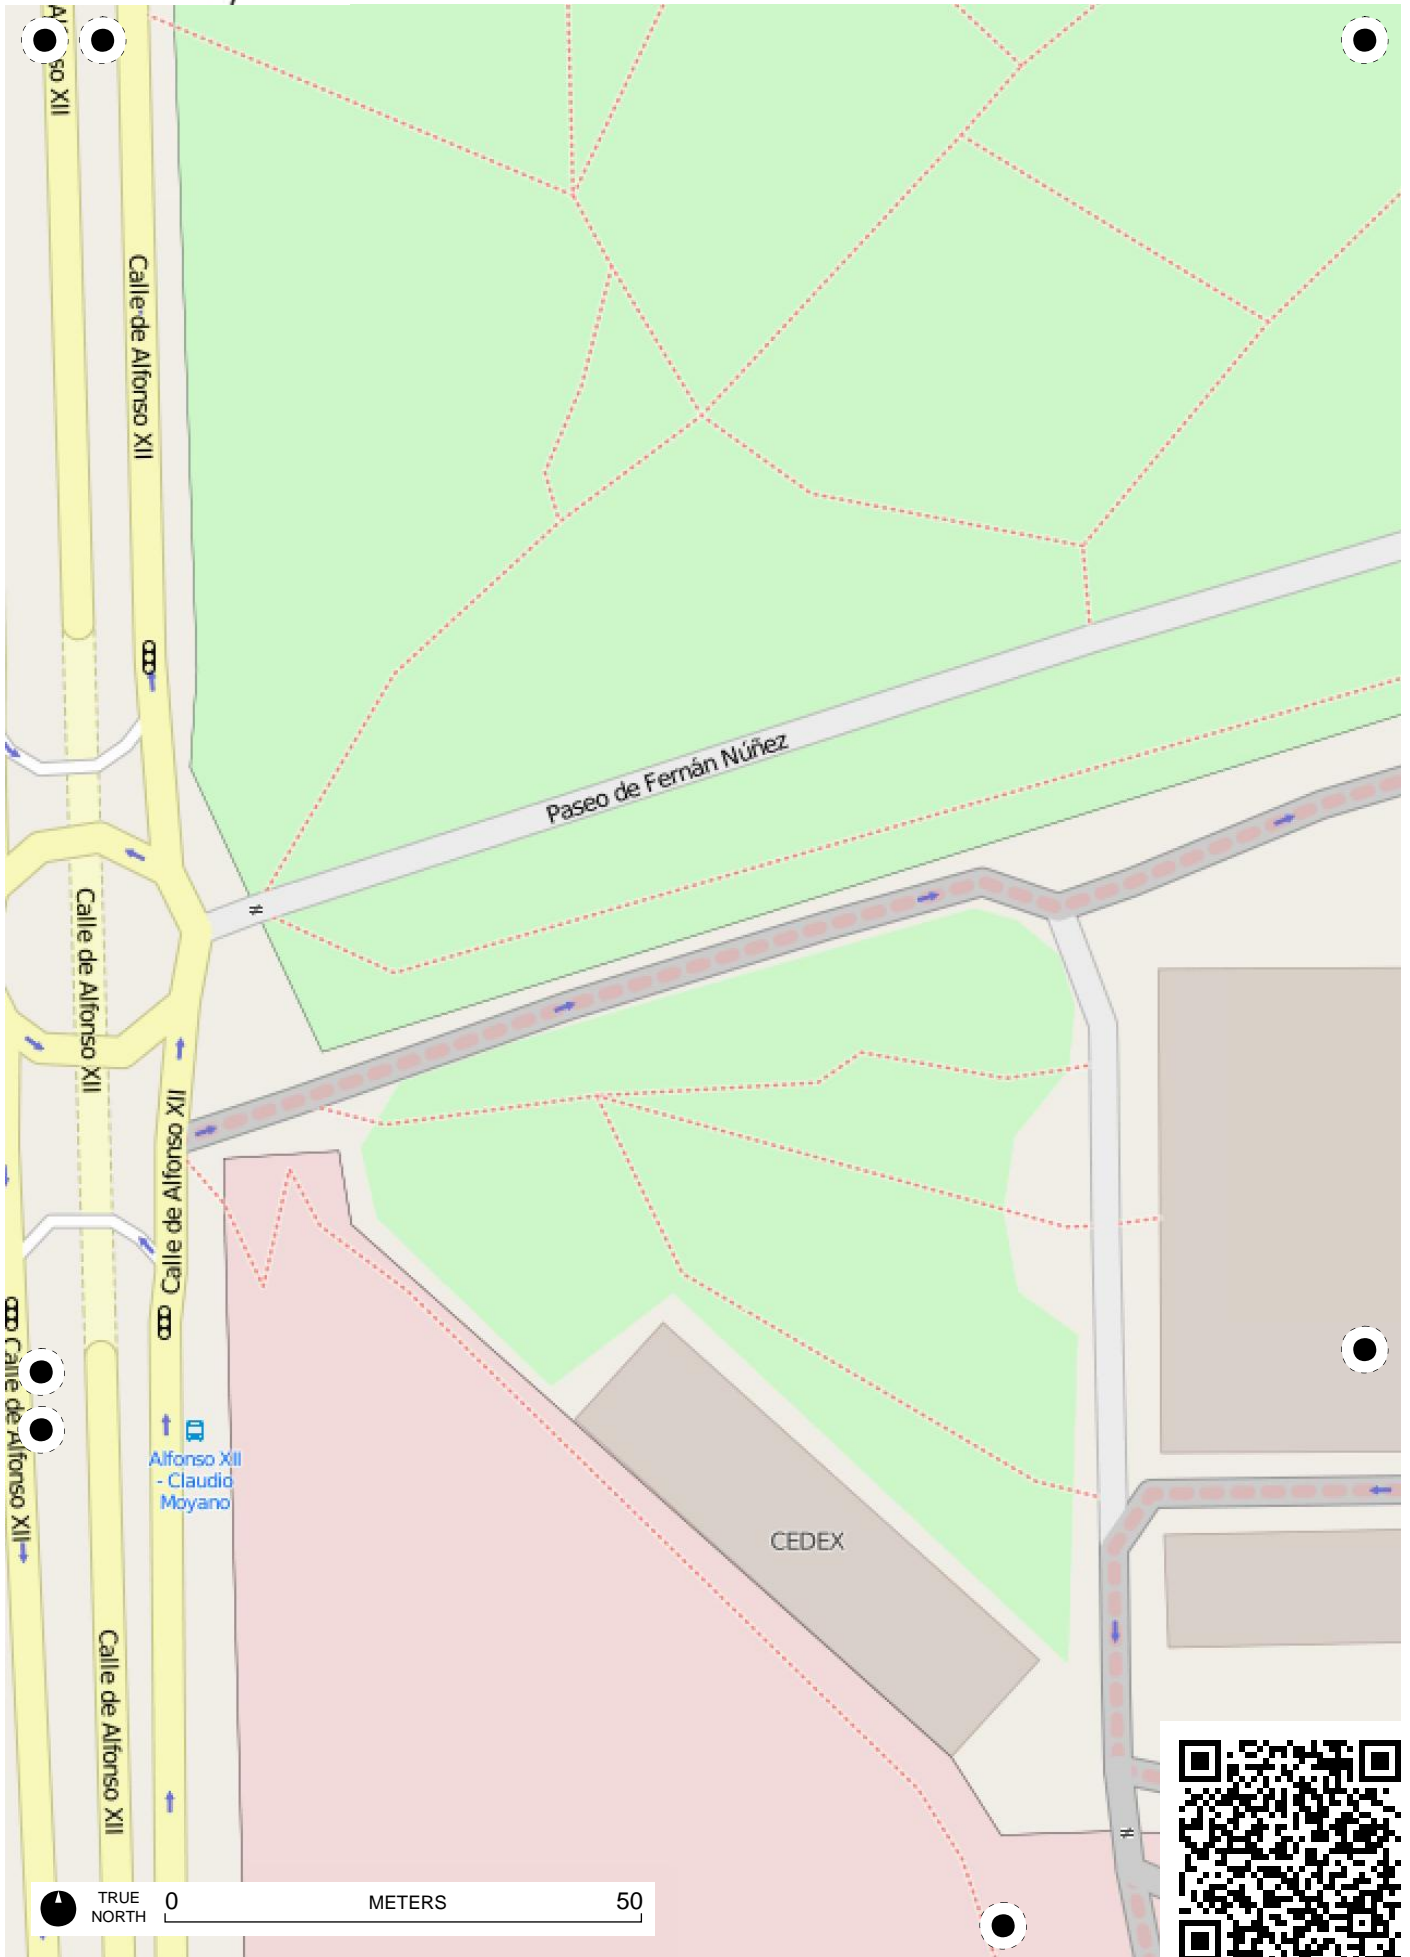 so XII
Calle de Alfonso XII
Paseo de Fernán Núñez
Calle de Alfonso XII
Calle de Alfonso XII
Calle de Alfonso XII
Alfonso XII
- Claudio
Moyano
CEDEX
Calle de Alfonso XII
TRUE
NORTH
0 METERS 50